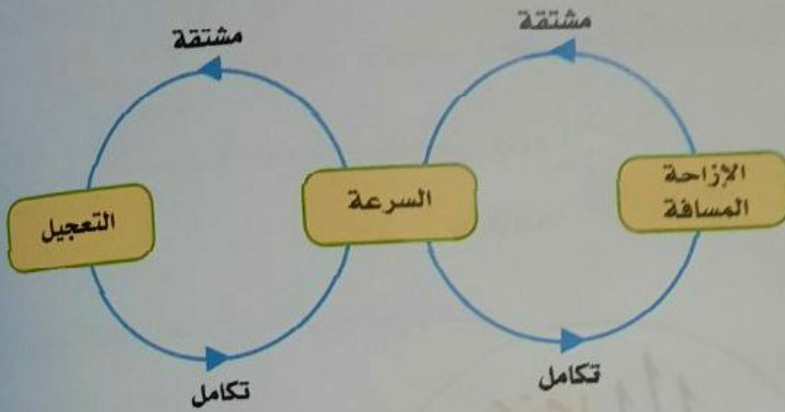 مشتقة
مشتقة
الإزاحة
المسافة
السرعة
التعجيل
تكامل
تكامل